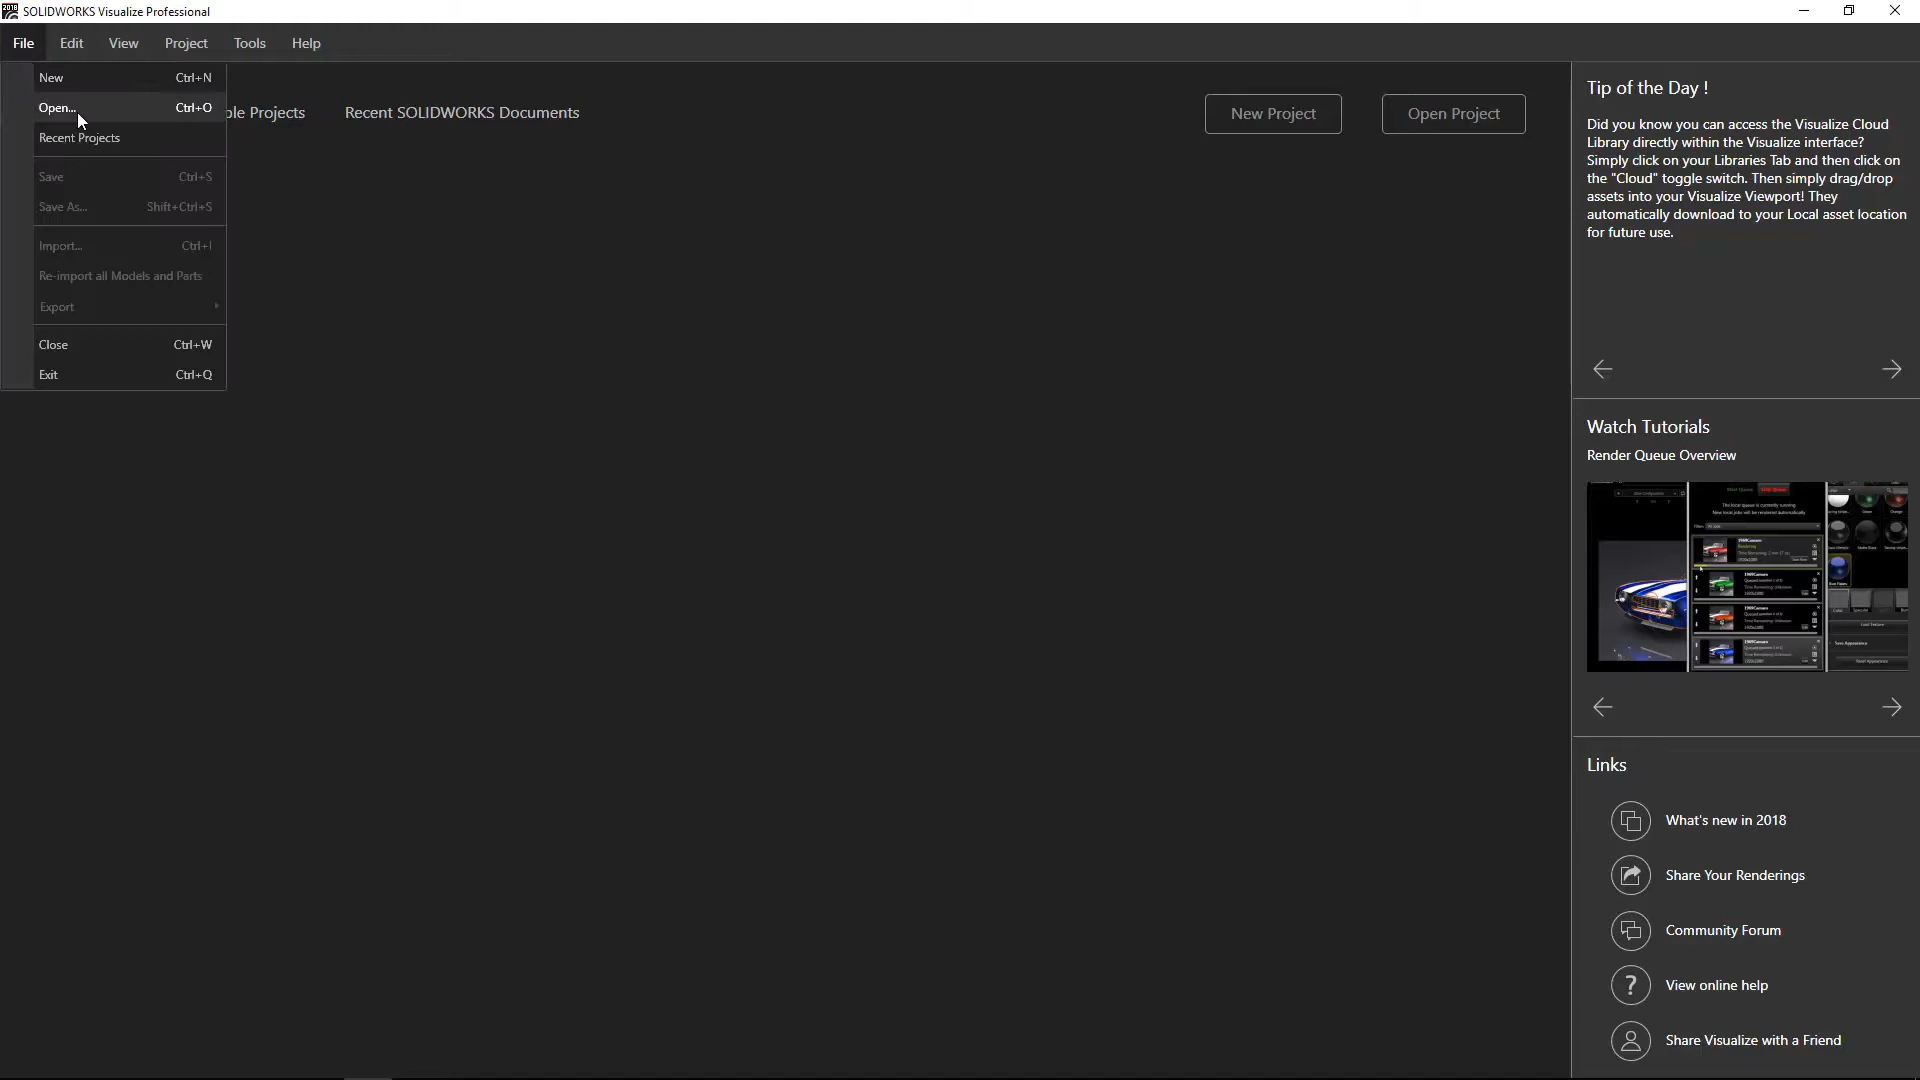 SOLIDWORKS Visualize Professional
File Edit View Project Tools Help
New Ctrl+N
Open... Ctrl+O
Recent Projects
Save Ctrl+S
Save As... Shift+Ctrl+S
Import... Ctrl+I
Re-import all Models and Parts
Export
Close Ctrl+W
Exit Ctrl+Q
Projects Recent SOLIDWORKS Documents
New Project Open Project
Tip of the Day !
Did you know you can access the Visualize Cloud
Library directly within the Visualize interface?
Simply click on your Libraries Tab and then click on
the "Cloud" toggle switch. Then simply drag/drop
assets into your Visualize Viewport! They
automatically download to your Local asset location
for future use.
Watch Tutorials
Render Queue Overview
Links
What's new in 2018
Share Your Renderings
Community Forum
View online help
Share Visualize with a Friend